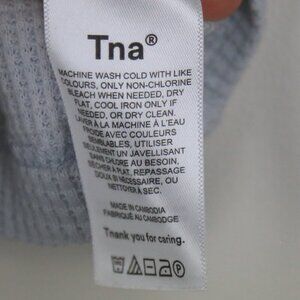 Tna®
MACHINE WASH COLD WITH LIKE
COLOURS, ONLY NON-CHLORINE
BLEACH WHEN NEEDED, DRY
FLAT, COOL IRON ONLY IF
NEEDED, OR DRY CLEAN.
LAVER À LA MACHINE À L'EAU
FROIDE AVEC COULEURS
SEMBLABLES, UTILISER
SEULEMENT UN JAVELLISANT
SANS CHLORE AU BESOIN,
SÉCHER À PLAT, REPASSAGE
DOUX SI NÉCESSSAIRE, OU
NETTOYER À SEC.
MADE IN CAMBODIA
FABRIQUÉ AU CAMBODGE
Thank you for caring.